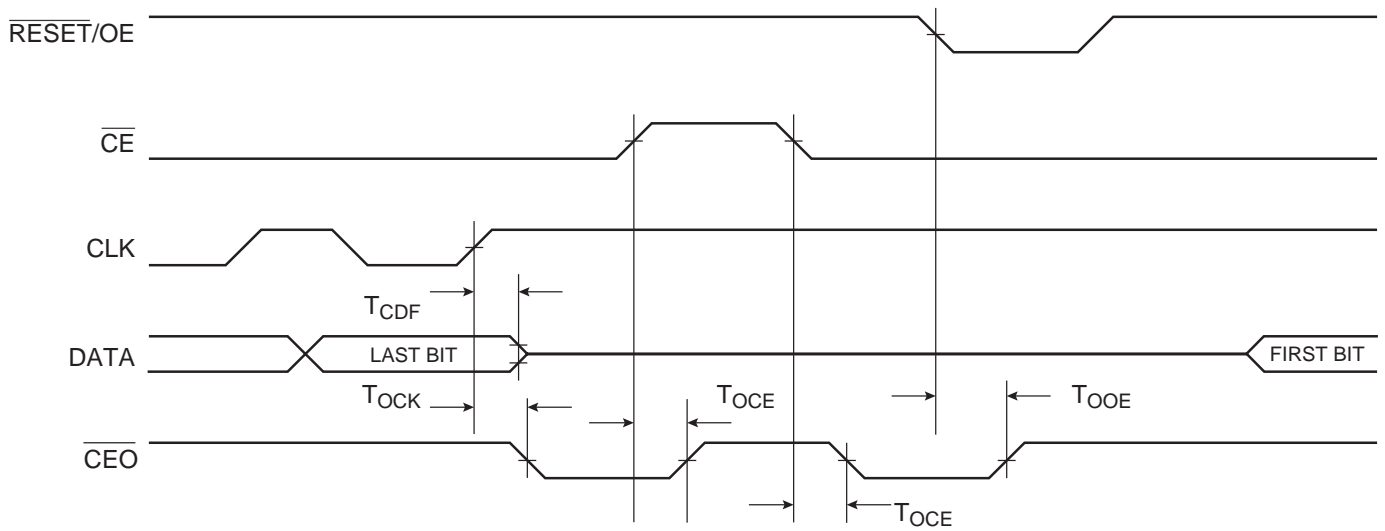 RESET/OE
CE
CLK
TCDF
DATA
LAST BIT
FIRST BIT
TOCK
TOCE
TOOE
CEO
TOCE